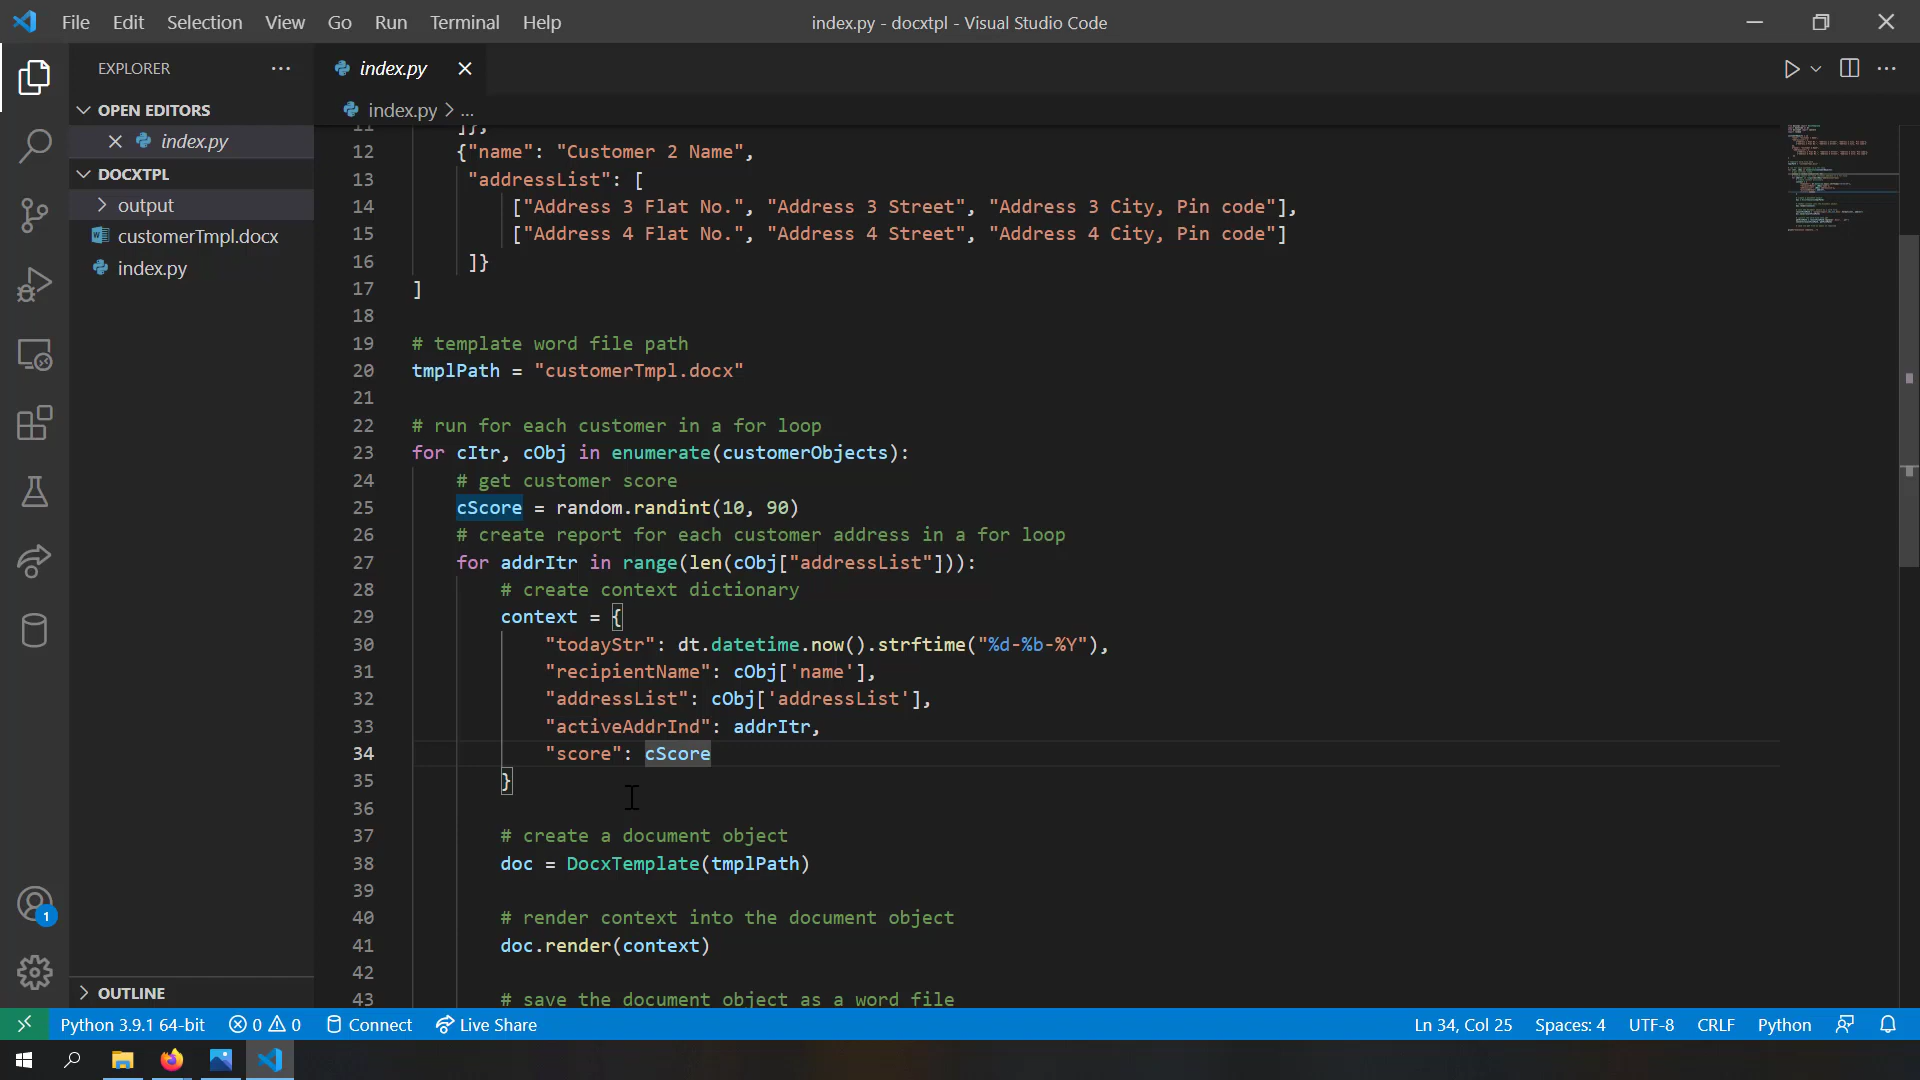 File Edit Selection View Go Run Terminal Help
index.py - docxtpl - Visual Studio Code
EXPLORER
OPEN EDITORS
index.py
DOCXTPL
output
customerTmpl.docx
index.py
OUTLINE
index.py
index.py > ...
11 ]},
12 {"name": "Customer 2 Name",
13 "addressList": [
14 ["Address 3 Flat No.", "Address 3 Street", "Address 3 City, Pin code"],
15 ["Address 4 Flat No.", "Address 4 Street", "Address 4 City, Pin code"]
16 ]}
17 ]
18
19 # template word file path
20 tmplPath = "customerTmpl.docx"
21
22 # run for each customer in a for loop
23 for cItr, cObj in enumerate(customerObjects):
24 # get customer score
25 cScore = random.randint(10, 90)
26 # create report for each customer address in a for loop
27 for addrItr in range(len(cObj["addressList"])):
28 # create context dictionary
29 context = {
30 "todayStr": dt.datetime.now().strftime("%d-%b-%Y"),
31 "recipientName": cObj['name'],
32 "addressList": cObj['addressList'],
33 "activeAddrInd": addrItr,
34 "score": cScore
35 }
36
37 # create a document object
38 doc = DocxTemplate(tmplPath)
39
40 # render context into the document object
41 doc.render(context)
42
43 # save the document object as a word file
1
Python 3.9.1 64-bit 0 0 Connect Live Share Ln 34, Col 25 Spaces: 4 UTF-8 CRLF Python